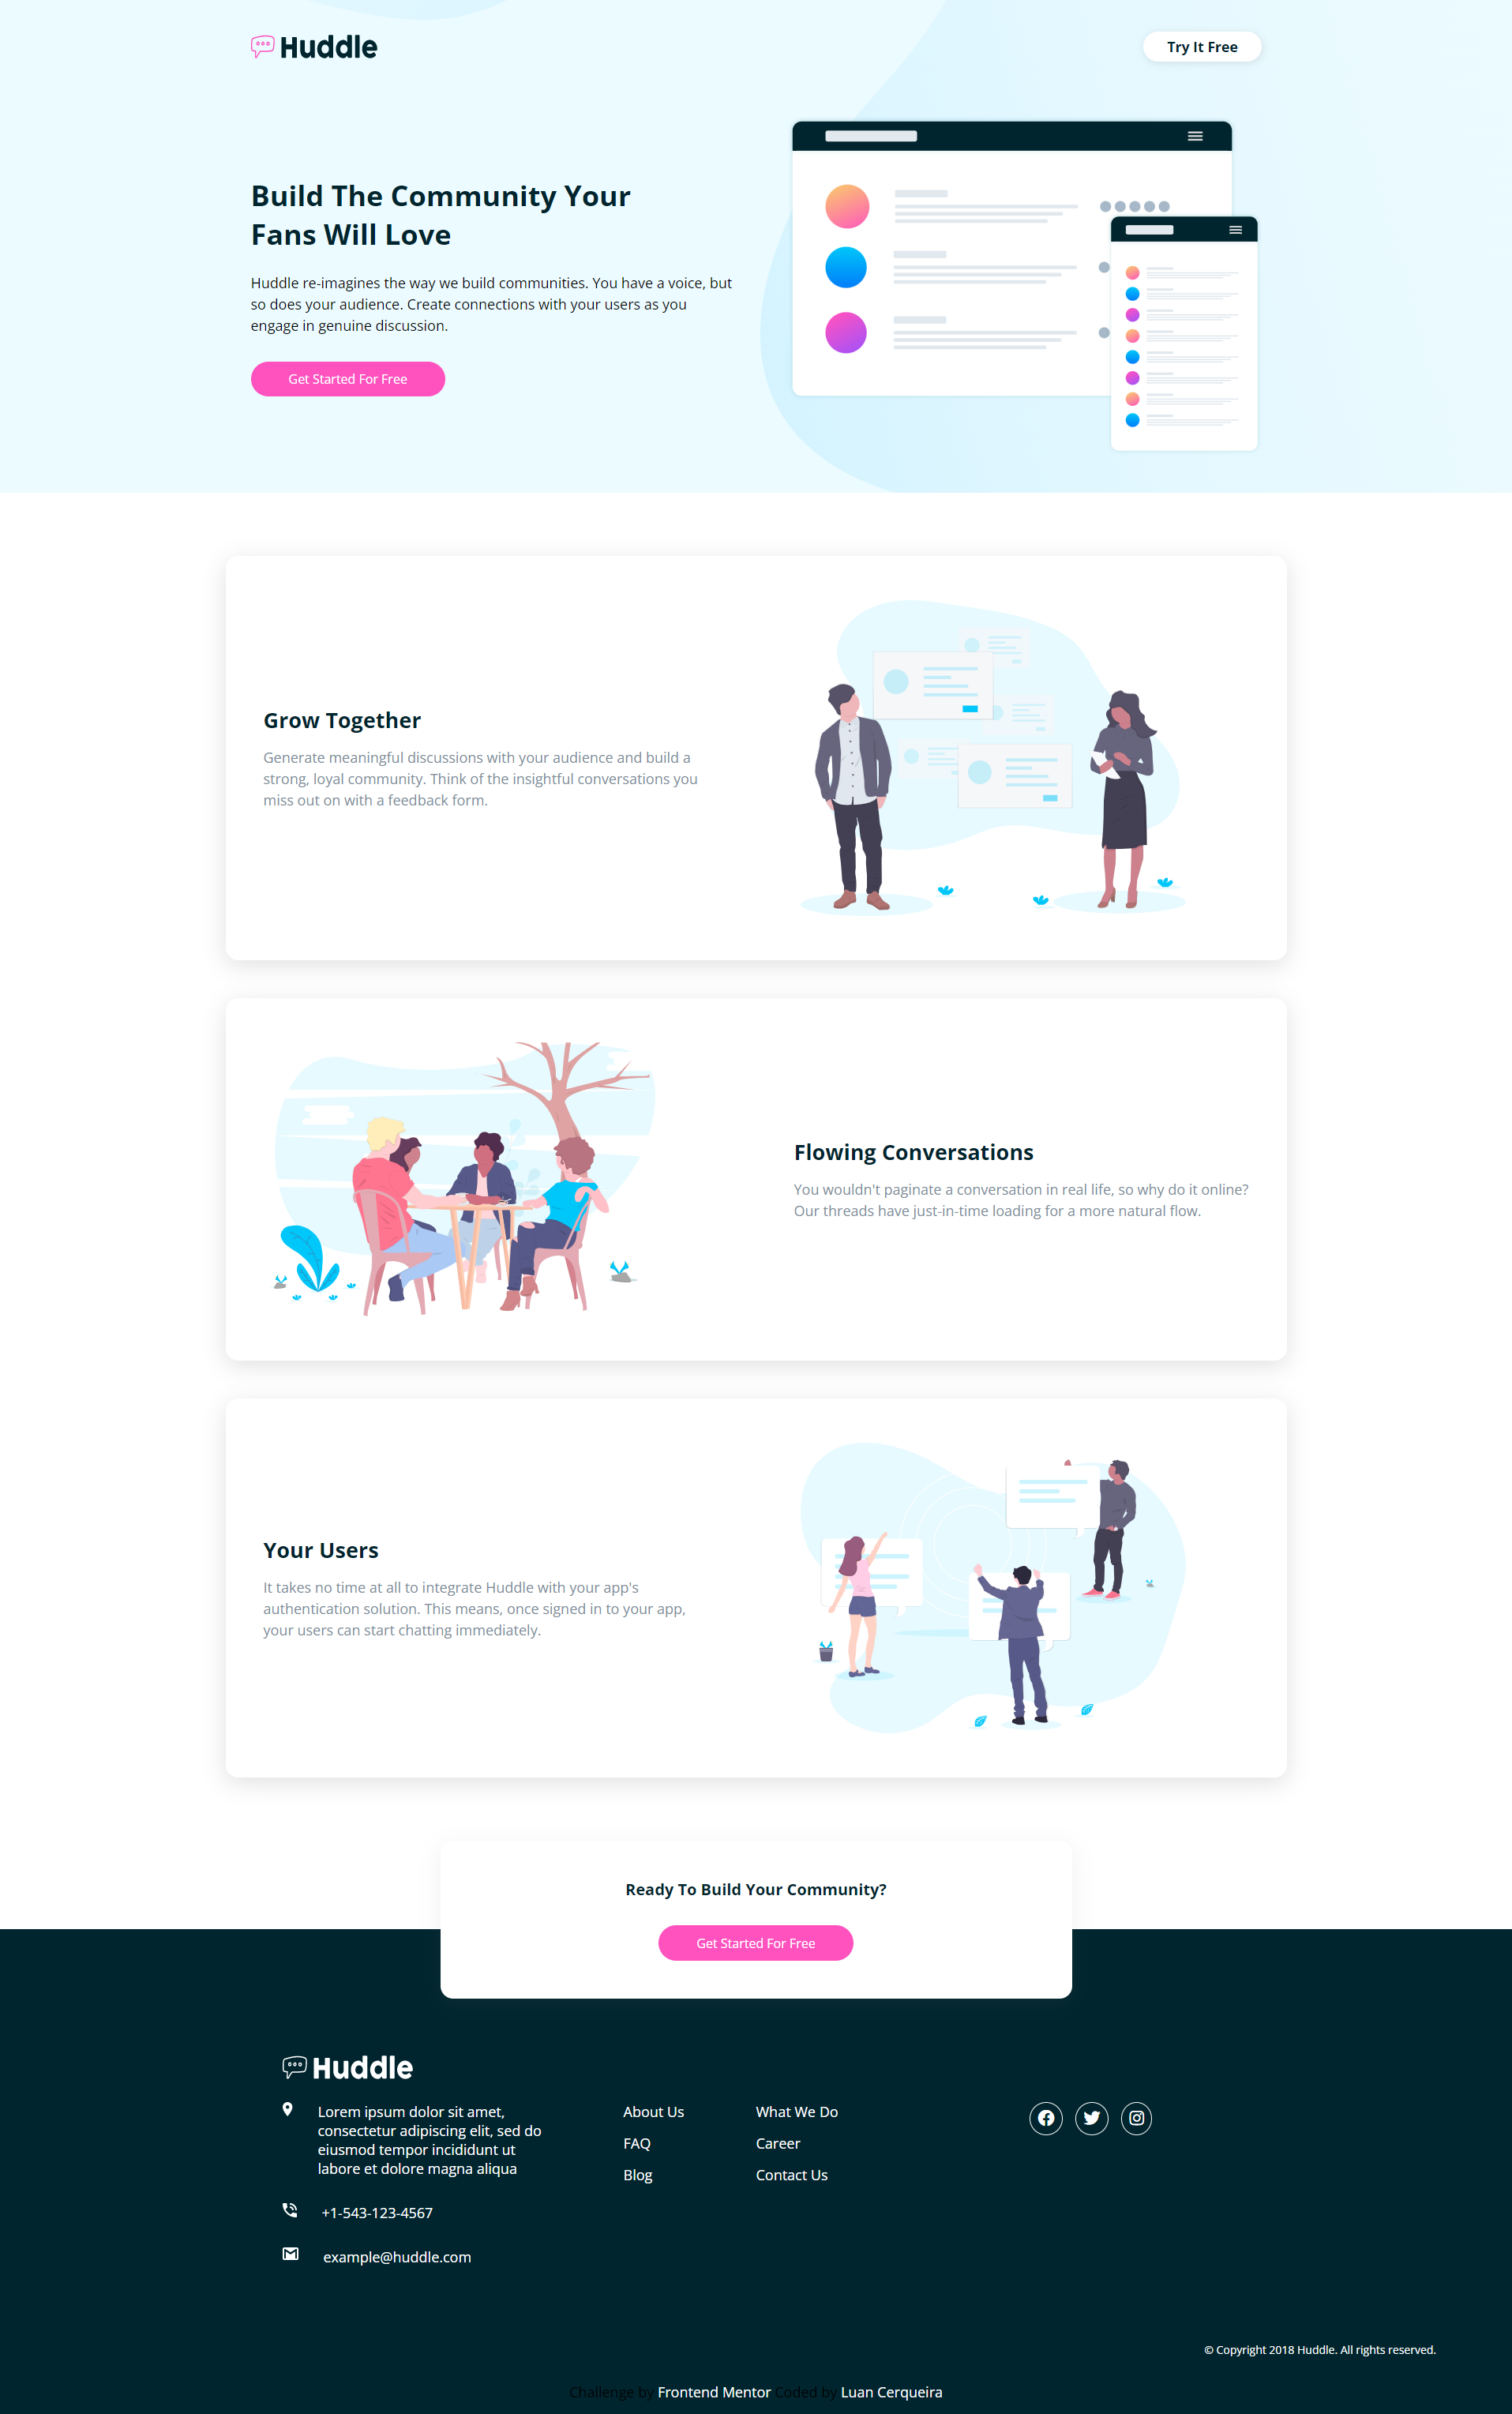 Huddle
Try It Free
Build The Community Your
Fans Will Love
Huddle re-imagines the way we build communities. You have a voice, but
so does your audience. Create connections with your users as you
engage in genuine discussion.
Get Started For Free
Grow Together
Generate meaningful discussions with your audience and build a
strong, loyal community. Think of the insightful conversations you
miss out on with a feedback form.
Flowing Conversations
You wouldn't paginate a conversation in real life, so why do it online?
Our threads have just-in-time loading for a more natural flow.
Your Users
It takes no time at all to integrate Huddle with your app's
authentication solution. This means, once signed in to your app,
your users can start chatting immediately.
Ready To Build Your Community?
Get Started For Free
Huddle
Lorem ipsum dolor sit amet,
consectetur adipiscing elit, sed do
eiusmod tempor incididunt ut
labore et dolore magna aliqua
+1-543-123-4567
example@huddle.com
About Us
FAQ
Blog
What We Do
Career
Contact Us
© Copyright 2018 Huddle. All rights reserved.
Challenge by Frontend Mentor Coded by Luan Cerqueira